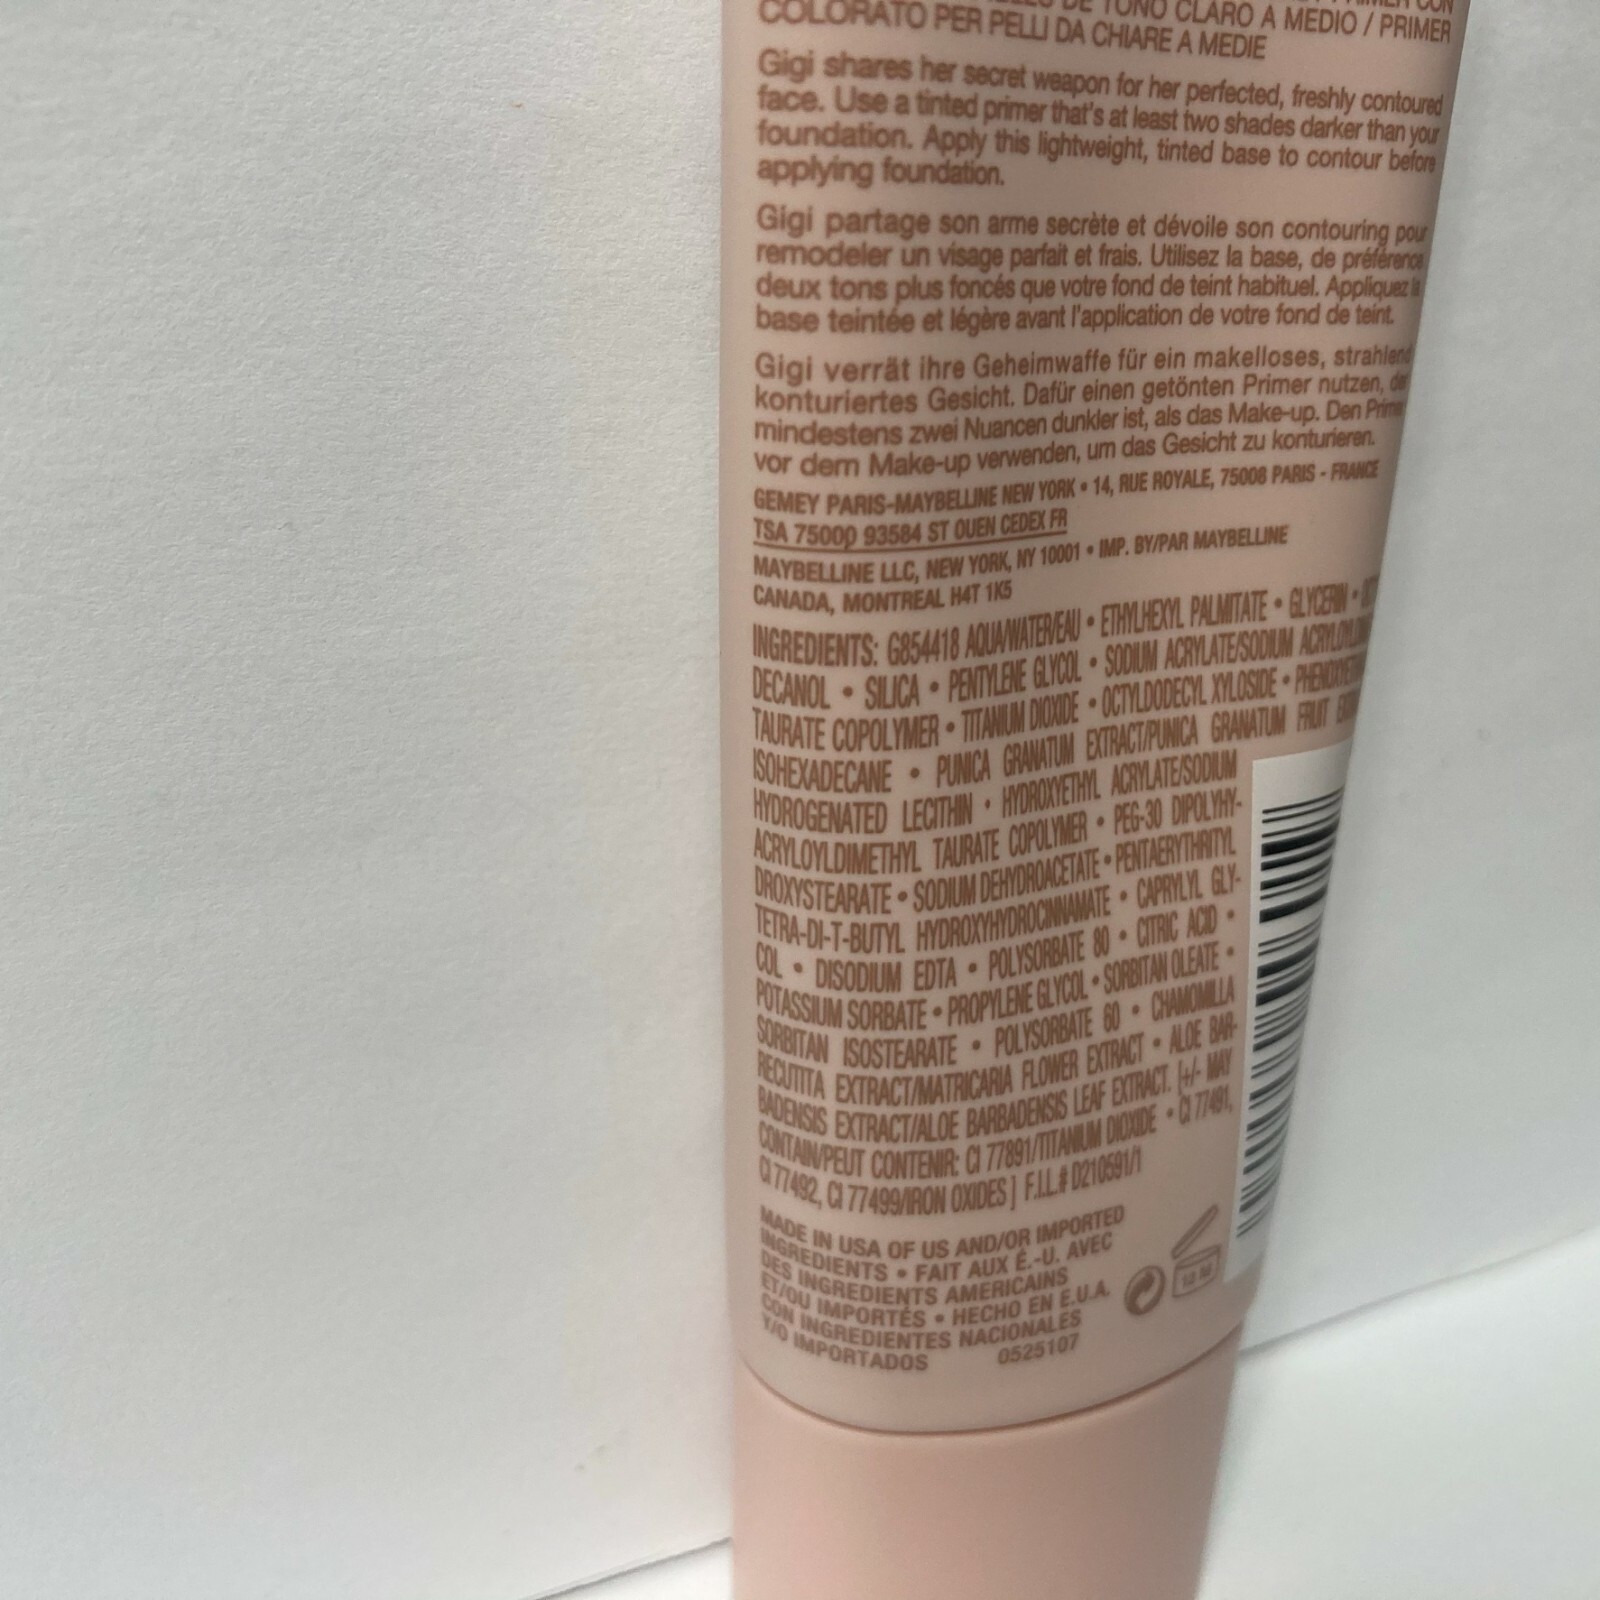 DE TONO CLARO A MEDIO / PRIMER
COLORATO PER PELLI DA CHIARE A MEDIE
Gigi shares her secret weapon for her perfected, freshly contoured
face. Use a tinted primer that's at least two shades darker than your
foundation. Apply this lightweight, tinted base to contour before
applying foundation.
Gigi partage son arme secrète et dévoile son contouring pour
remodeler un visage parfait et frais. Utilisez la base, de préférence
deux tons plus foncés que votre fond de teint habituel. Appliquez la
base teintée et légère avant l'application de votre fond de teint.
Gigi verrät ihre Geheimwaffe für ein makelloses, strahlend
konturiertes Gesicht. Dafür einen getönten Primer nutzen, der
mindestens zwei Nuancen dunkler ist, als das Make-up. Den Primer
vor dem Make-up verwenden, um das Gesicht zu konturieren.
GEMEY PARIS-MAYBELLINE NEW YORK • 14, RUE ROYALE, 75008 PARIS - FRANCE
TSA 75000 93584 ST OUEN CEDEX FR
MAYBELLINE LLC, NEW YORK, NY 10001 • IMP. BY/PAR MAYBELLINE
CANADA, MONTREAL H4T 1K5
INGREDIENTS: G854418 AQUA/WATER/EAU • ETHYLHEXYL PALMITATE • GLYCERIN •
DECANOL • SILICA • PENTYLENE GLYCOL • SODIUM ACRYLATE/SODIUM
TAURATE COPOLYMER • TITANIUM DIOXIDE • OCTYLDODECYL XYLOSIDE •
ISOHEXADECANE • PUNICA GRANATUM EXTRACT/PUNICA GRANATUM FRUIT
HYDROGENATED LECITHIN • HYDROXYETHYL ACRYLATE/SODIUM
ACRYLOYLDIMETHYL TAURATE COPOLYMER • PEG-30 DIPOLYHY-
DROXYSTEARATE • SODIUM DEHYDROACETATE • PENTAERYTHRITYL
TETRA-DI-T-BUTYL HYDROXYHYDROCINNAMATE • CAPRYLYL GLY-
COL • DISODIUM EDTA • POLYSORBATE 80 • CITRIC ACID •
POTASSIUM SORBATE • PROPYLENE GLYCOL • SORBITAN OLEATE •
SORBITAN ISOSTEARATE • POLYSORBATE 60 • CHAMOMILLA
RECUTITA EXTRACT/MATRICARIA FLOWER EXTRACT • ALOE BAR-
BADENSIS EXTRACT/ALOE BARBADENSIS LEAF EXTRACT. [+/- MAY
CONTAIN/PEUT CONTENIR: CI 77891/TITANIUM DIOXIDE • CI 77491,
CI 77492, CI 77499/IRON OXIDES ] F.I.L.# D210591/1
MADE IN USA OF US AND/OR IMPORTED
INGREDIENTS • FAIT AUX É.-U. AVEC
DES INGREDIENTS AMERICAINS
ET/OU IMPORTÉS • HECHO EN E.U.A.
CON INGREDIENTES NACIONALES
Y/O IMPORTADOS
0525107